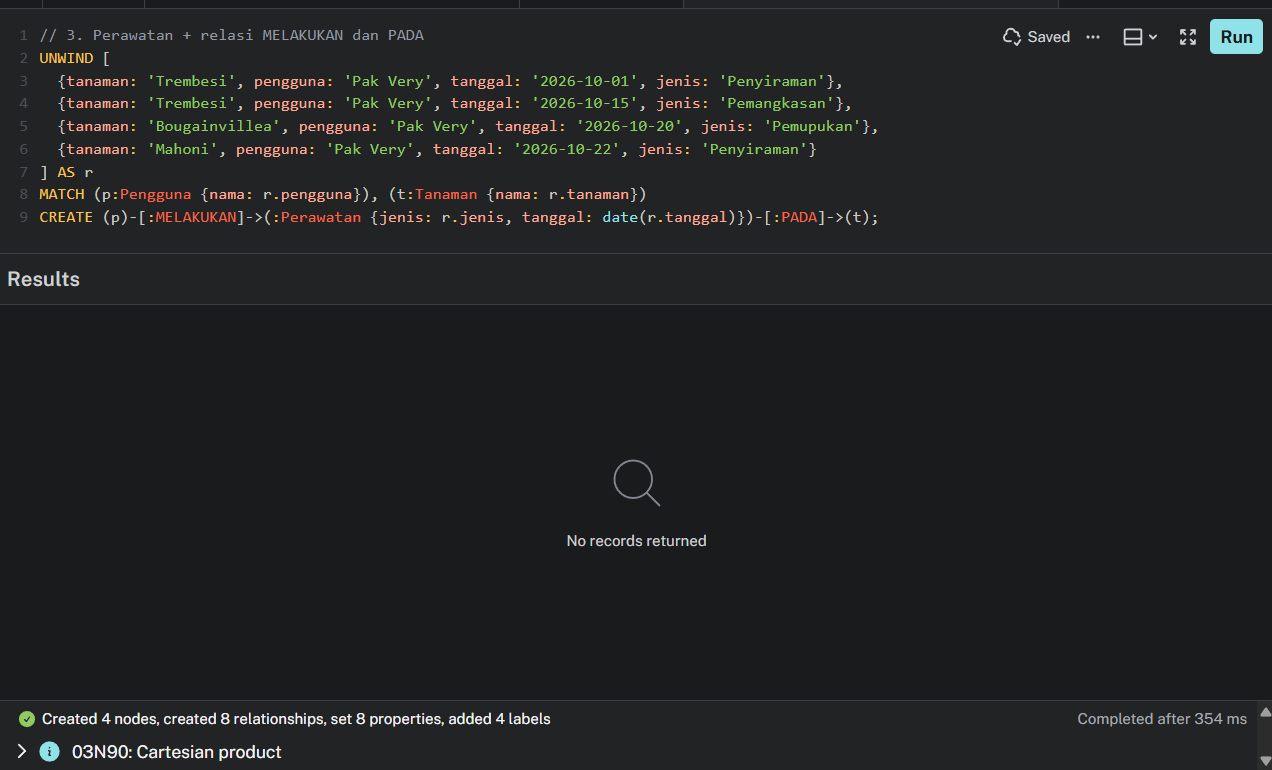 1 // 3. Perawatan + relasi MELAKUKAN dan PADA
Saved ... Run
2 UNWIND [
3 {tanaman: 'Trembesi', pengguna: 'Pak Very', tanggal: '2026-10-01', jenis: 'Penyiraman'},
4 {tanaman: 'Trembesi', pengguna: 'Pak Very', tanggal: '2026-10-15', jenis: 'Pemangkasan'},
5 {tanaman: 'Bougainvillea', pengguna: 'Pak Very', tanggal: '2026-10-20', jenis: 'Pemupukan'},
6 {tanaman: 'Mahoni', pengguna: 'Pak Very', tanggal: '2026-10-22', jenis: 'Penyiraman'}
7 ] AS r
8 MATCH (p:Pengguna {nama: r.pengguna}), (t:Tanaman {nama: r.tanaman})
9 CREATE (p)-[:MELAKUKAN]->(:Perawatan {jenis: r.jenis, tanggal: date(r.tanggal)})-[:PADA]->(t);
Results
No records returned
Created 4 nodes, created 8 relationships, set 8 properties, added 4 labels
Completed after 354 ms
03N90: Cartesian product